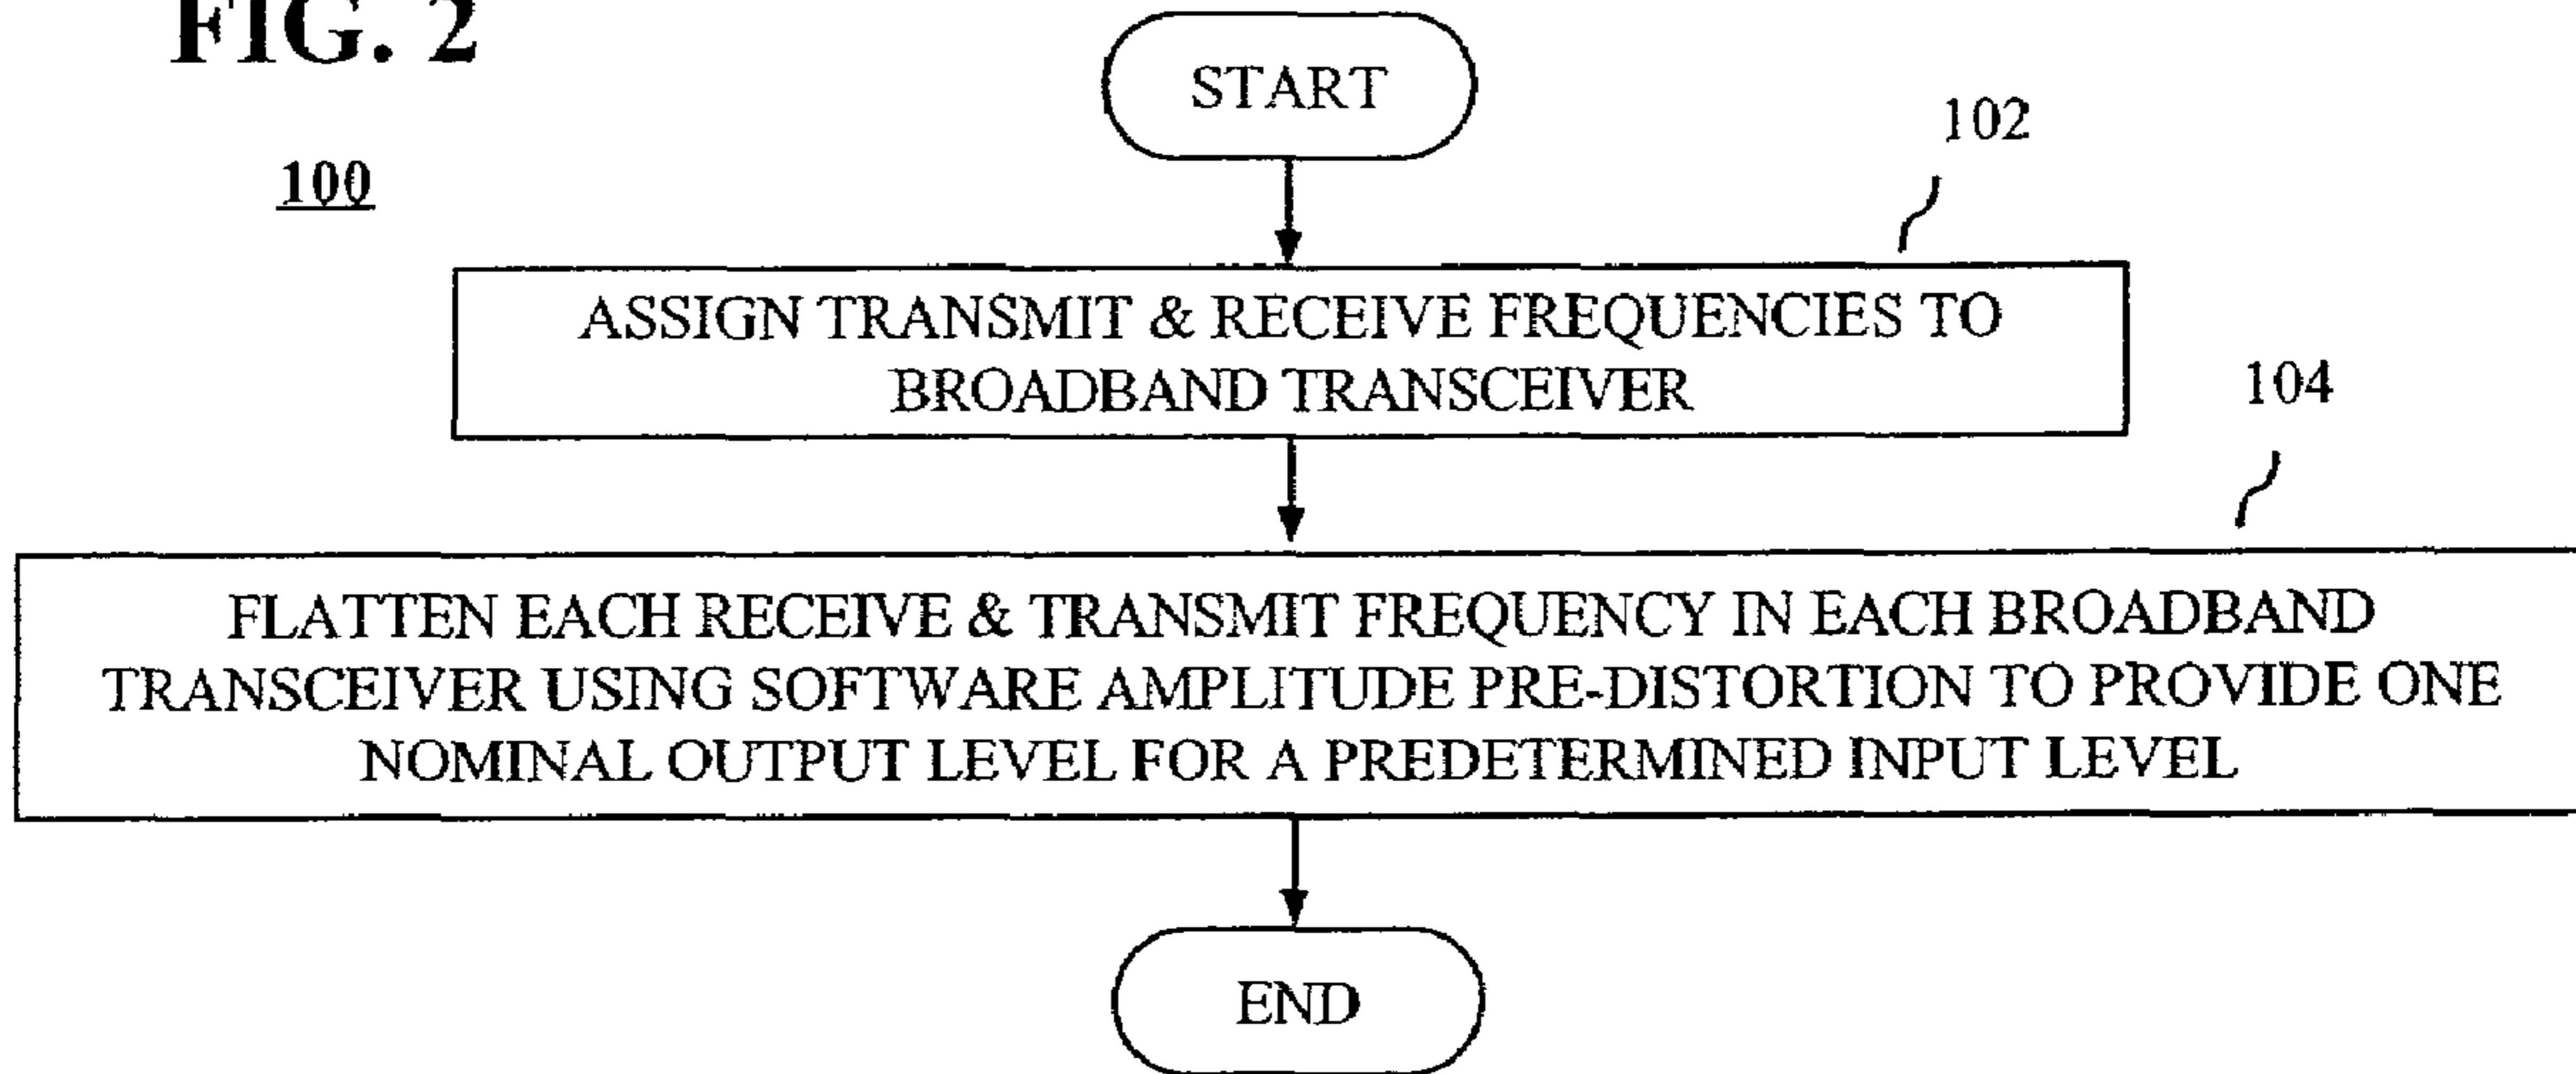 FIG. 2
100
START
102
ASSIGN TRANSMIT & RECEIVE FREQUENCIES TO
BROADBAND TRANSCEIVER
104
FLATTEN EACH RECEIVE & TRANSMIT FREQUENCY IN EACH BROADBAND
TRANSCEIVER USING SOFTWARE AMPLITUDE PRE-DISTORTION TO PROVIDE ONE
NOMINAL OUTPUT LEVEL FOR A PREDETERMINED INPUT LEVEL
END